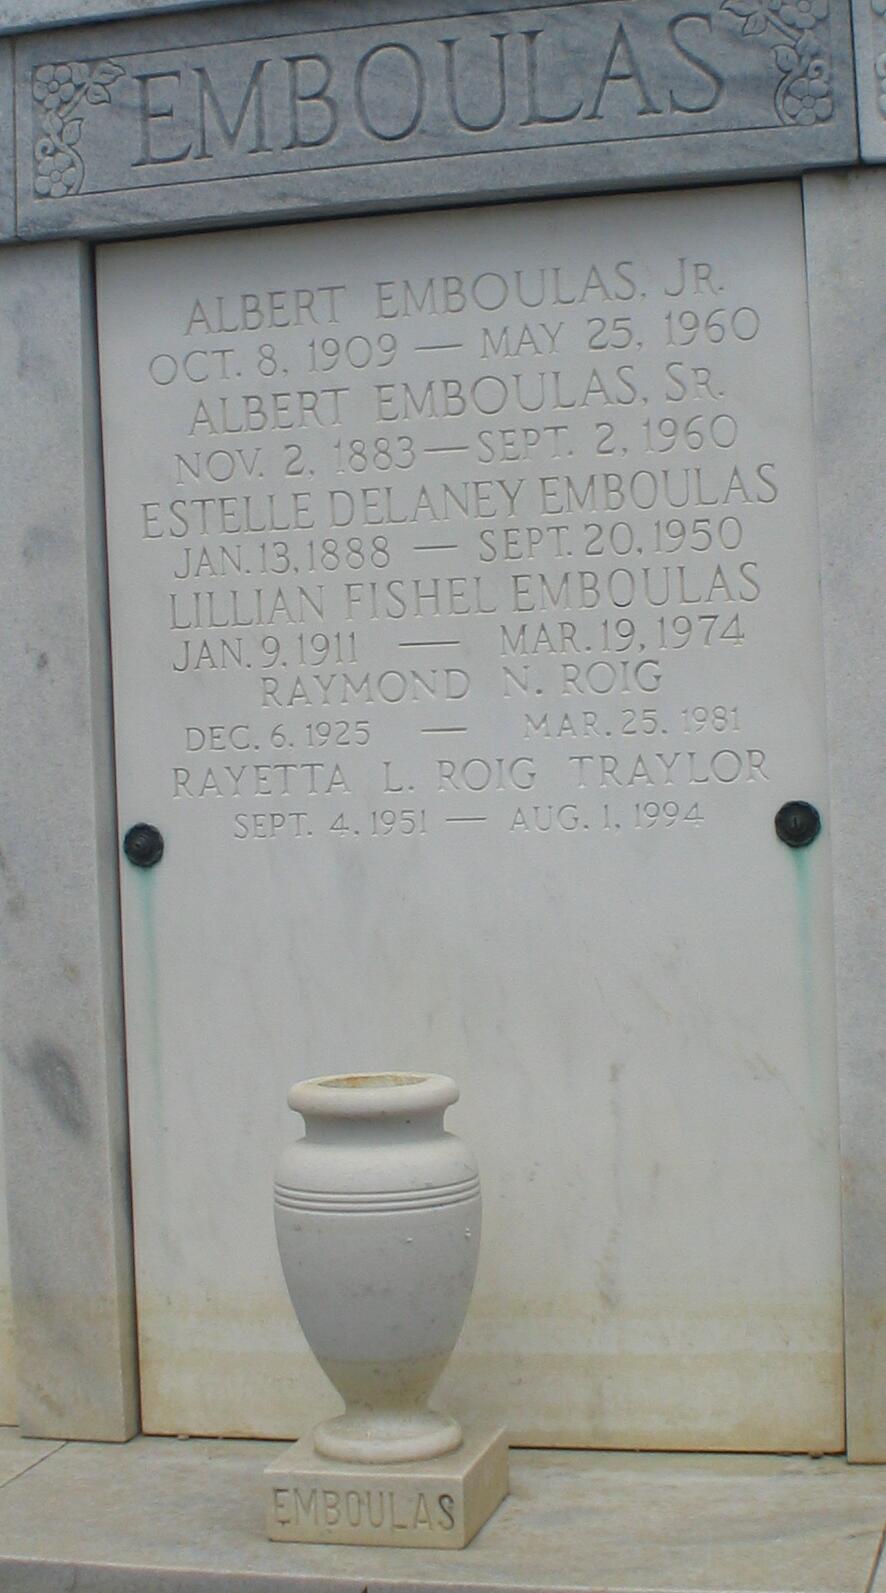 EMBOULAS
ALBERT EMBOULAS, JR.
OCT. 8, 1909 — MAY 25, 1960
ALBERT EMBOULAS, SR.
NOV. 2, 1883 — SEPT. 2, 1960
ESTELLE DELANEY EMBOULAS
JAN. 13, 1888 — SEPT. 20, 1950
LILLIAN FISHEL EMBOULAS
JAN. 9, 1911 — MAR. 19, 1974
RAYMOND N. ROIG
DEC. 6, 1925 — MAR. 25, 1981
RAYETTA L. ROIG TRAYLOR
SEPT. 4, 1951 — AUG. 1, 1994
EMBOULAS